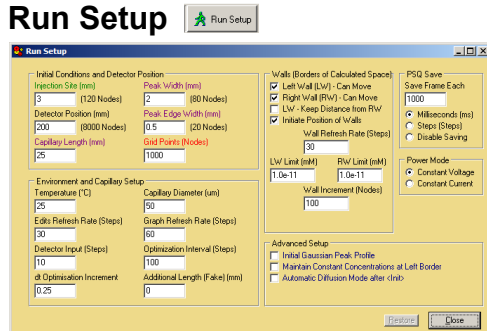 Run Setup Run Setup
Run Setup
Initial Conditions and Detector Position
Injection Site (mm) Peak Width (mm)
3 (120 Nodes) 2 (80 Nodes)
Detector Position (mm) Peak Edge Width (mm)
200 (8000 Nodes) 0.5 (20 Nodes)
Capillary Length (mm) Grid Points (Nodes)
25 1000
Environment and Capillary Setup
Temperature (°C) Capillary Diameter (um)
25 50
Edits Refresh Rate (Steps) Graph Refresh Rate (Steps)
30 60
Detector Input (Steps) Optimization Interval (Steps)
10 100
dt Optimisation Increment Additional Length (Fake) (mm)
0.25 0
Walls (Borders of Calculated Space)
Left Wall (LW) - Can Move
Right Wall (RW) - Can Move
LW - Keep Distance from RW
Initiate Position of Walls
Wall Refresh Rate (Steps)
30
LW Limit (mM) RW Limit (mM)
1.0e-11 1.0e-11
Wall Increment (Nodes)
100
PSQ Save
Save Frame Each
1000
Milliseconds (ms)
Steps (Steps)
Disable Saving
Power Mode
Constant Voltage
Constant Current
Advanced Setup
Initial Gaussian Peak Profile
Maintain Constant Concentrations at Left Border
Automatic Diffusion Mode after <Init>
Restore Close